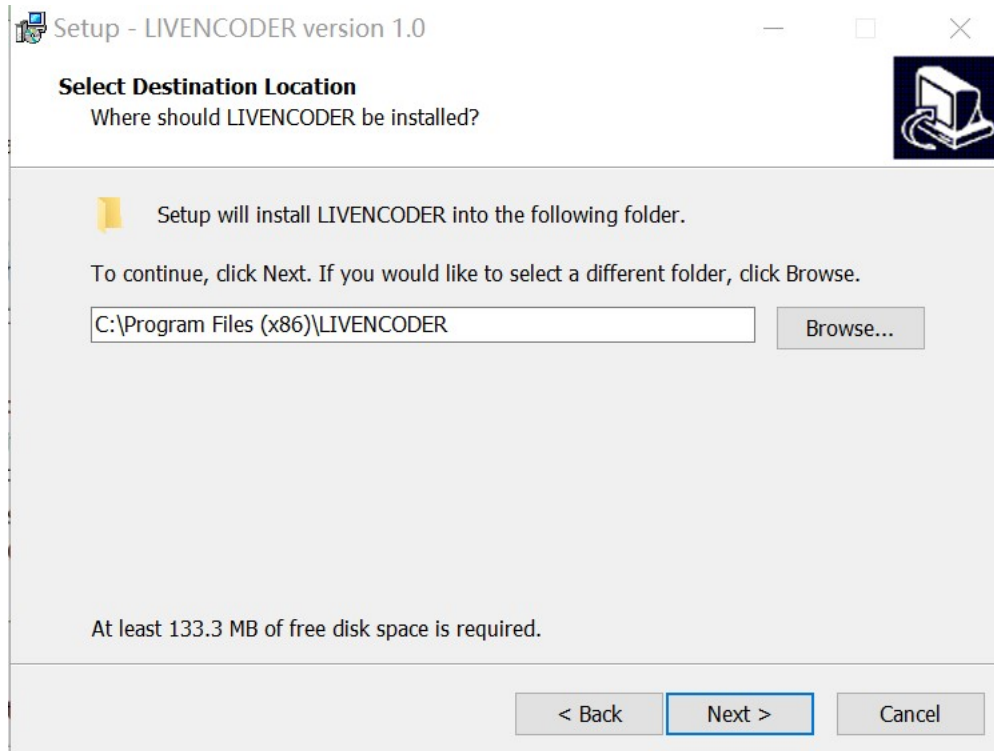 Setup - LIVENCODER version 1.0
Select Destination Location
Where should LIVENCODER be installed?
Setup will install LIVENCODER into the following folder.
To continue, click Next. If you would like to select a different folder, click Browse.
C:\Program Files (x86)\LIVENCODER
Browse...
At least 133.3 MB of free disk space is required.
< Back
Next >
Cancel